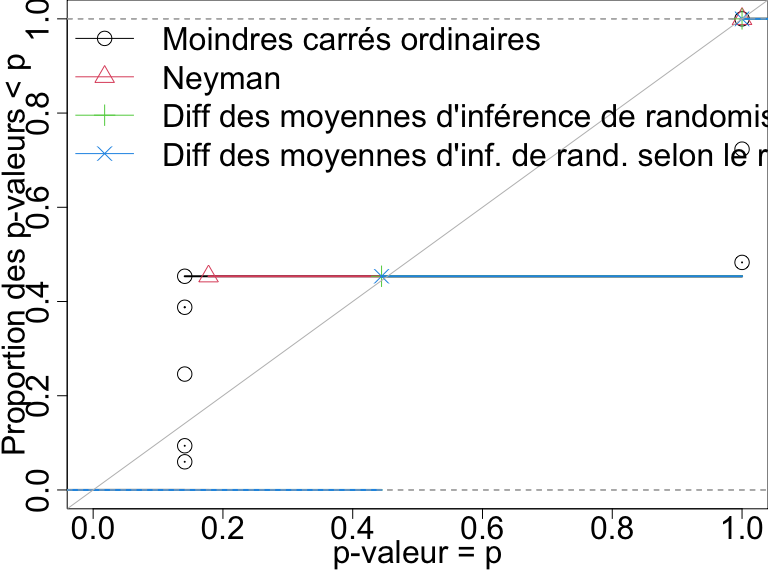 Moindres carrés ordinaires
Neyman
Diff des moyennes d'inférence de randomis
Diff des moyennes d'inf. de rand. selon le r
Proportion des p-valeurs < p
1.0
0.8
0.6
0.4
0.2
0.0
0.0 0.2 0.4 0.6 0.8 1.0
p-valeur = p